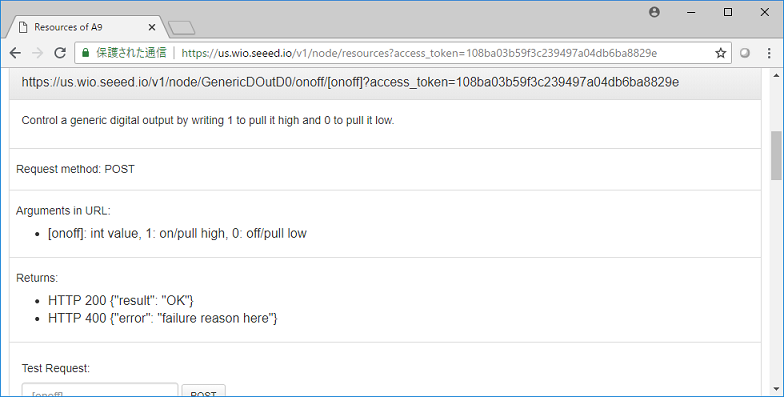 Resources of A9
保護された通信 https://us.wio.seeed.io/v1/node/resources?access_token=108ba03b59f3c239497a04db6ba8829e
https://us.wio.seeed.io/v1/node/GenericDOutD0/onoff/[onoff]?access_token=108ba03b59f3c239497a04db6ba8829e
Control a generic digital output by writing 1 to pull it high and 0 to pull it low.
Request method: POST
Arguments in URL:
[onoff]: int value, 1: on/pull high, 0: off/pull low
Returns:
HTTP 200 {"result": "OK"}
HTTP 400 {"error": "failure reason here"}
Test Request:
[onoff] POST